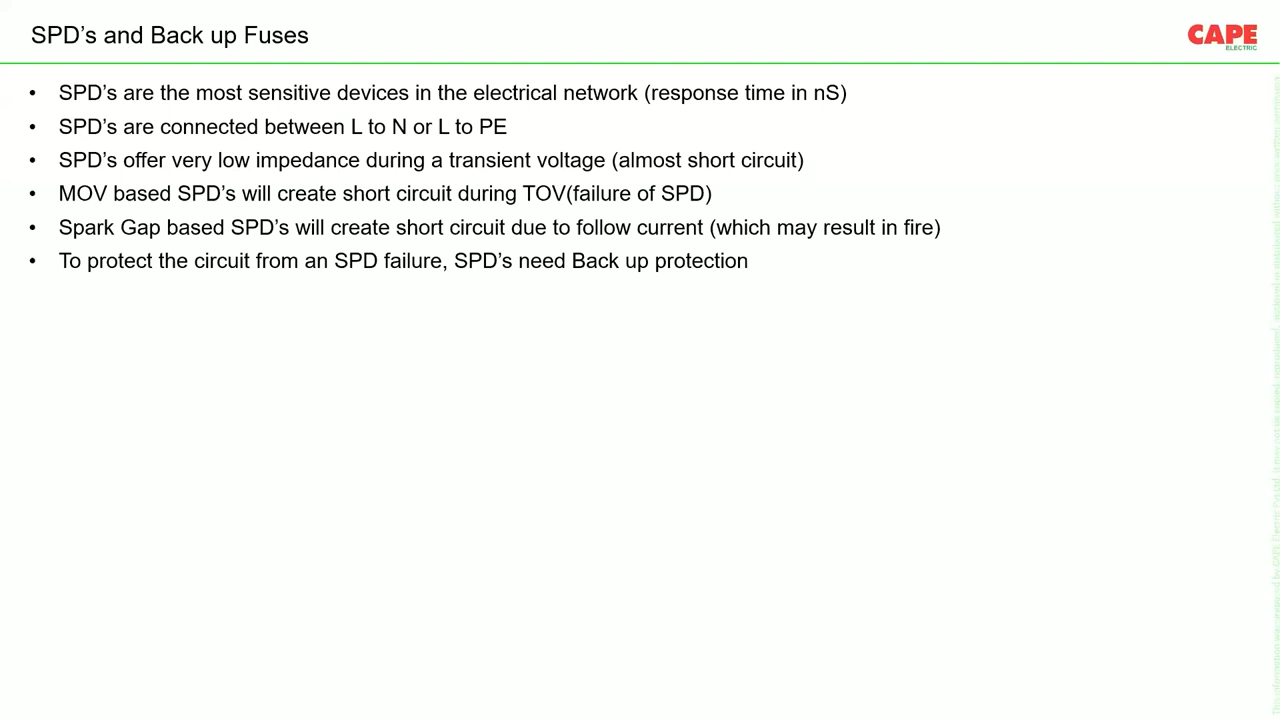 SPD's and Back up Fuses
CAPE
ELECTRIC
• SPD's are the most sensitive devices in the electrical network (response time in nS)
• SPD's are connected between L to N or L to PE
• SPD's offer very low impedance during a transient voltage (almost short circuit)
• MOV based SPD's will create short circuit during TOV(failure of SPD)
• Spark Gap based SPD's will create short circuit due to follow current (which may result in fire)
• To protect the circuit from an SPD failure, SPD's need Back up protection